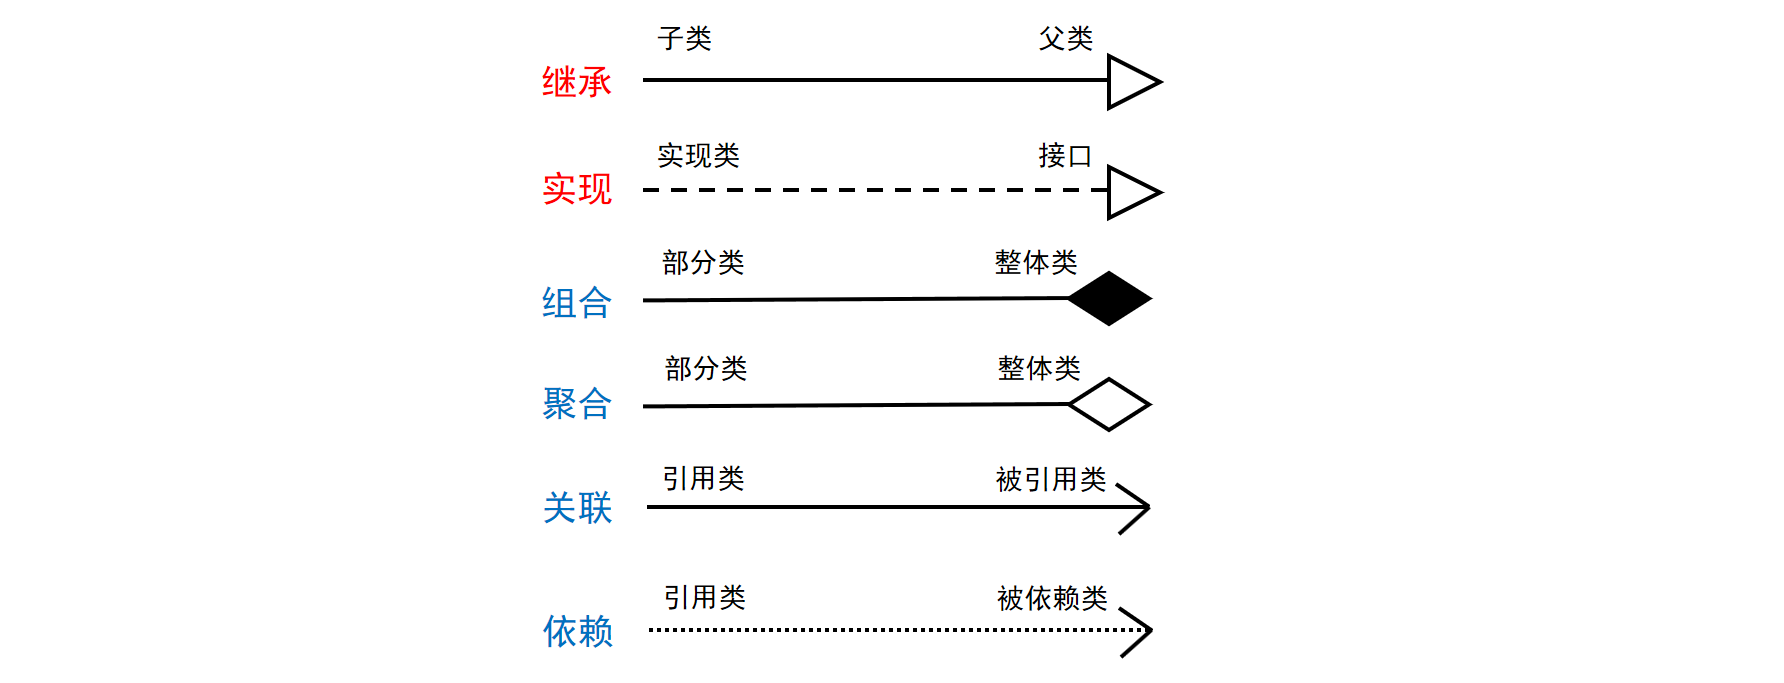 子类 父类
继承
实现类 接口
实现
部分类 整体类
组合
部分类 整体类
聚合
引用类 被引用类
关联
引用类 被依赖类
依赖